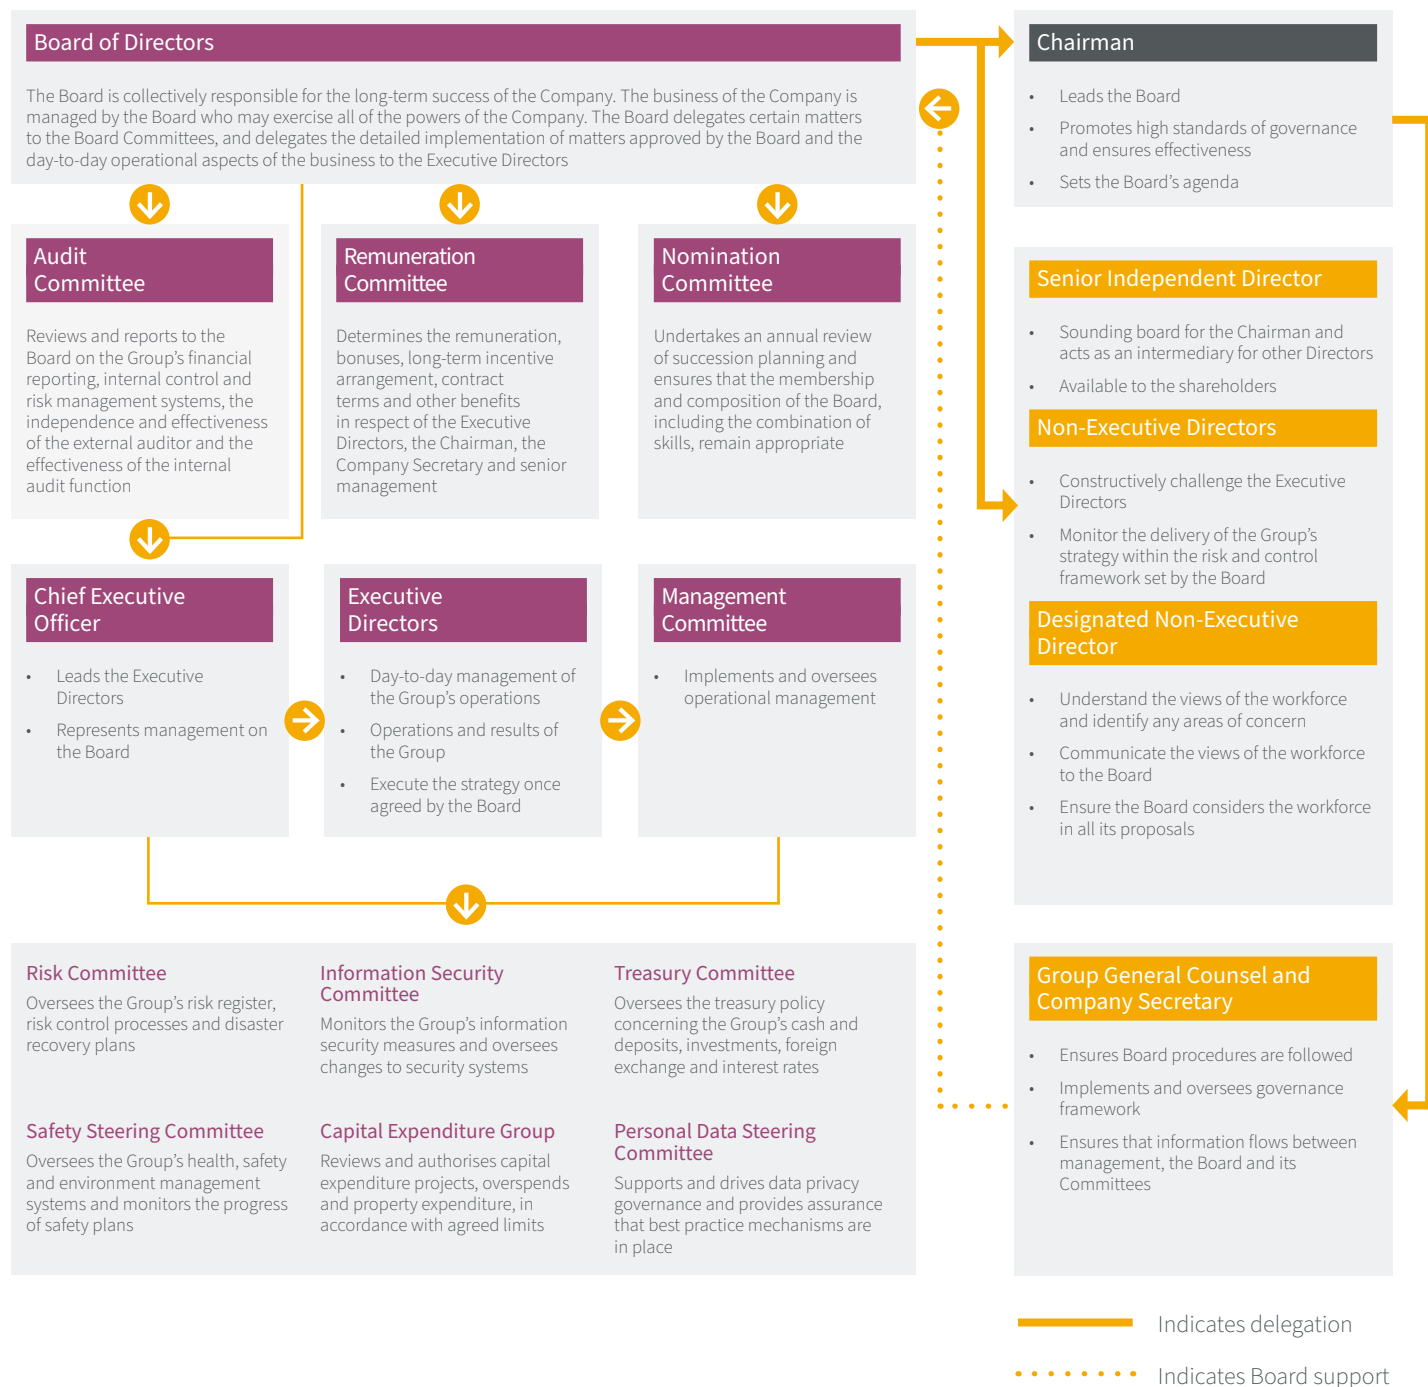 Board of Directors
The Board is collectively responsible for the long-term success of the Company. The business of the Company is
managed by the Board who may exercise all of the powers of the Company. The Board delegates certain matters
to the Board Committees, and delegates the detailed implementation of matters approved by the Board and the
day-to-day operational aspects of the business to the Executive Directors
Chairman
• Leads the Board
• Promotes high standards of governance
and ensures effectiveness
• Sets the Board's agenda
Audit
Committee
Reviews and reports to the
Board on the Group's financial
reporting, internal control and
risk management systems, the
independence and effectiveness
of the external auditor and the
effectiveness of the internal
audit function
Remuneration
Committee
Determines the remuneration,
bonuses, long-term incentive
arrangement, contract
terms and other benefits
in respect of the Executive
Directors, the Chairman, the
Company Secretary and senior
management
Nomination
Committee
Undertakes an annual review
of succession planning and
ensures that the membership
and composition of the Board,
including the combination of
skills, remain appropriate
Senior Independent Director
• Sounding board for the Chairman and
acts as an intermediary for other Directors
• Available to the shareholders
Non-Executive Directors
• Constructively challenge the Executive
Directors
• Monitor the delivery of the Group's
strategy within the risk and control
framework set by the Board
Designated Non-Executive
Director
• Understand the views of the workforce
and identify any areas of concern
• Communicate the views of the workforce
to the Board
• Ensure the Board considers the workforce
in all its proposals
Chief Executive
Officer
• Leads the Executive
Directors
• Represents management on
the Board
Executive
Directors
• Day-to-day management of
the Group's operations
• Operations and results of
the Group
• Execute the strategy once
agreed by the Board
Management
Committee
• Implements and oversees
operational management
Risk Committee
Oversees the Group's risk register,
risk control processes and disaster
recovery plans
Information Security
Committee
Monitors the Group's information
security measures and oversees
changes to security systems
Treasury Committee
Oversees the treasury policy
concerning the Group's cash and
deposits, investments, foreign
exchange and interest rates
Safety Steering Committee
Oversees the Group's health, safety
and environment management
systems and monitors the progress
of safety plans
Capital Expenditure Group
Reviews and authorises capital
expenditure projects, overspends
and property expenditure, in
accordance with agreed limits
Personal Data Steering
Committee
Supports and drives data privacy
governance and provides assurance
that best practice mechanisms are
in place
Group General Counsel and
Company Secretary
• Ensures Board procedures are followed
• Implements and oversees governance
framework
• Ensures that information flows between
management, the Board and its
Committees
Indicates delegation
Indicates Board support